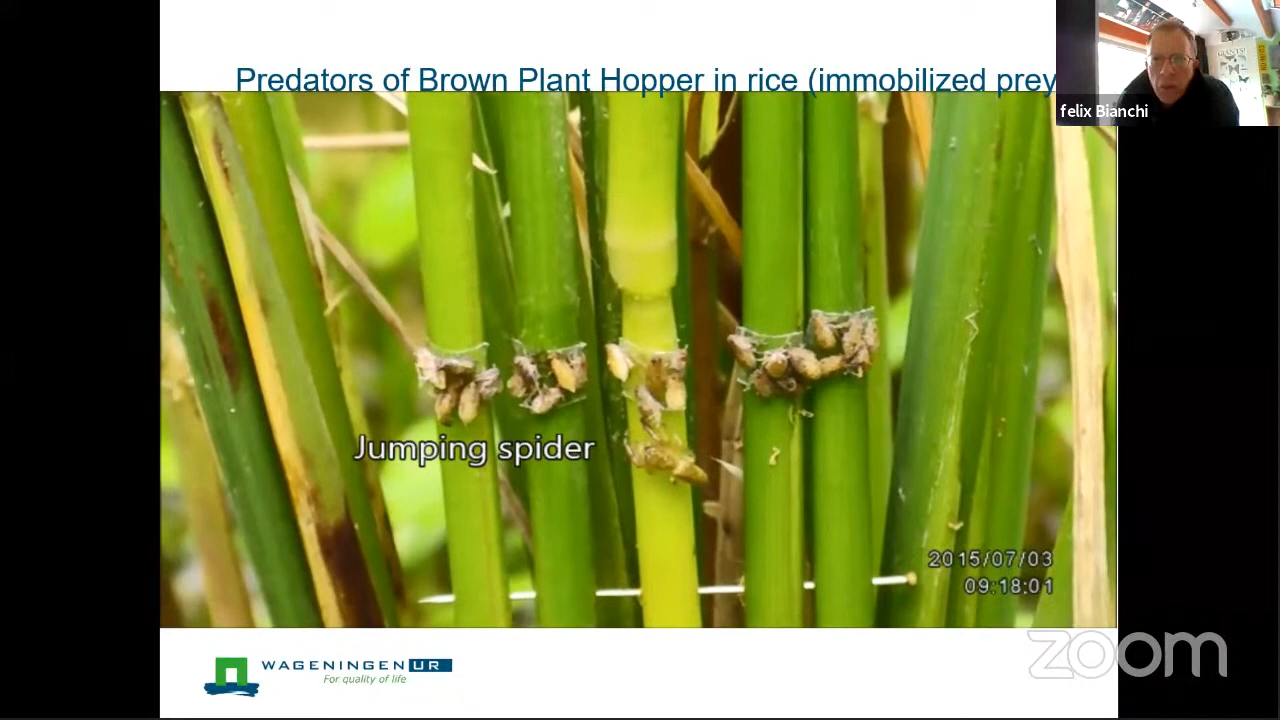 Predators of Brown Plant Hopper in rice (immobilized prey
felix Bianchi
Jumping spider
2015/07/03
09:18:01
WAGENINGEN UR
For quality of life
zoom